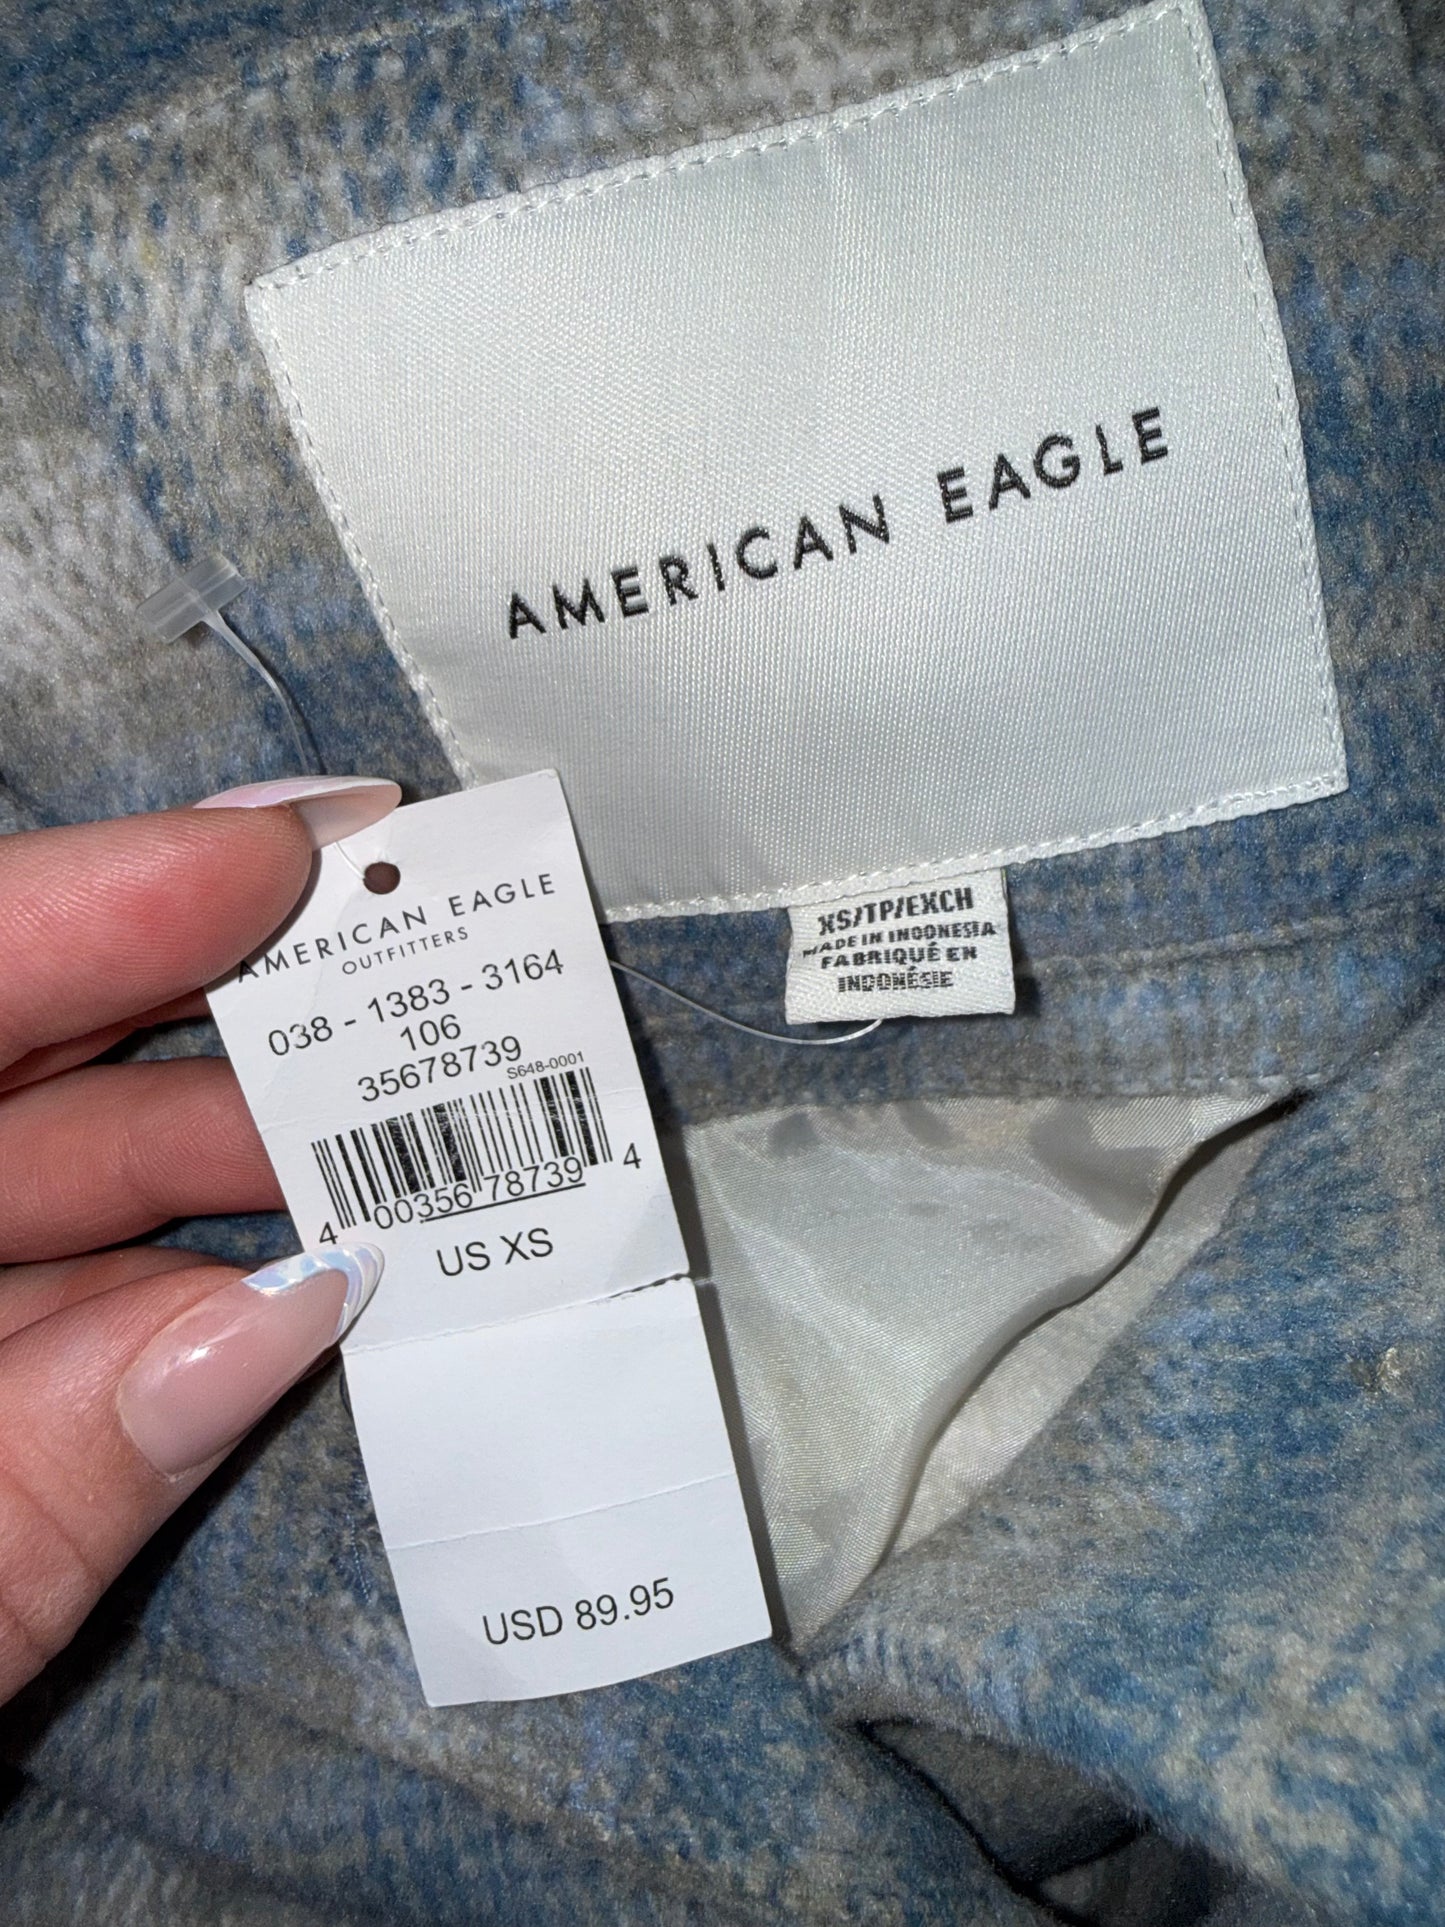 AMERICAN EAGLE
XS/TP/EXCH
MADE IN INDONESIA
FABRIQUÉ EN
INDONÉSIE
AMERICAN EAGLE
OUTFITTERS
038 - 1383 - 3164
106
35678739
S648-0001
4 00356 78739 4
US XS
USD 89.95